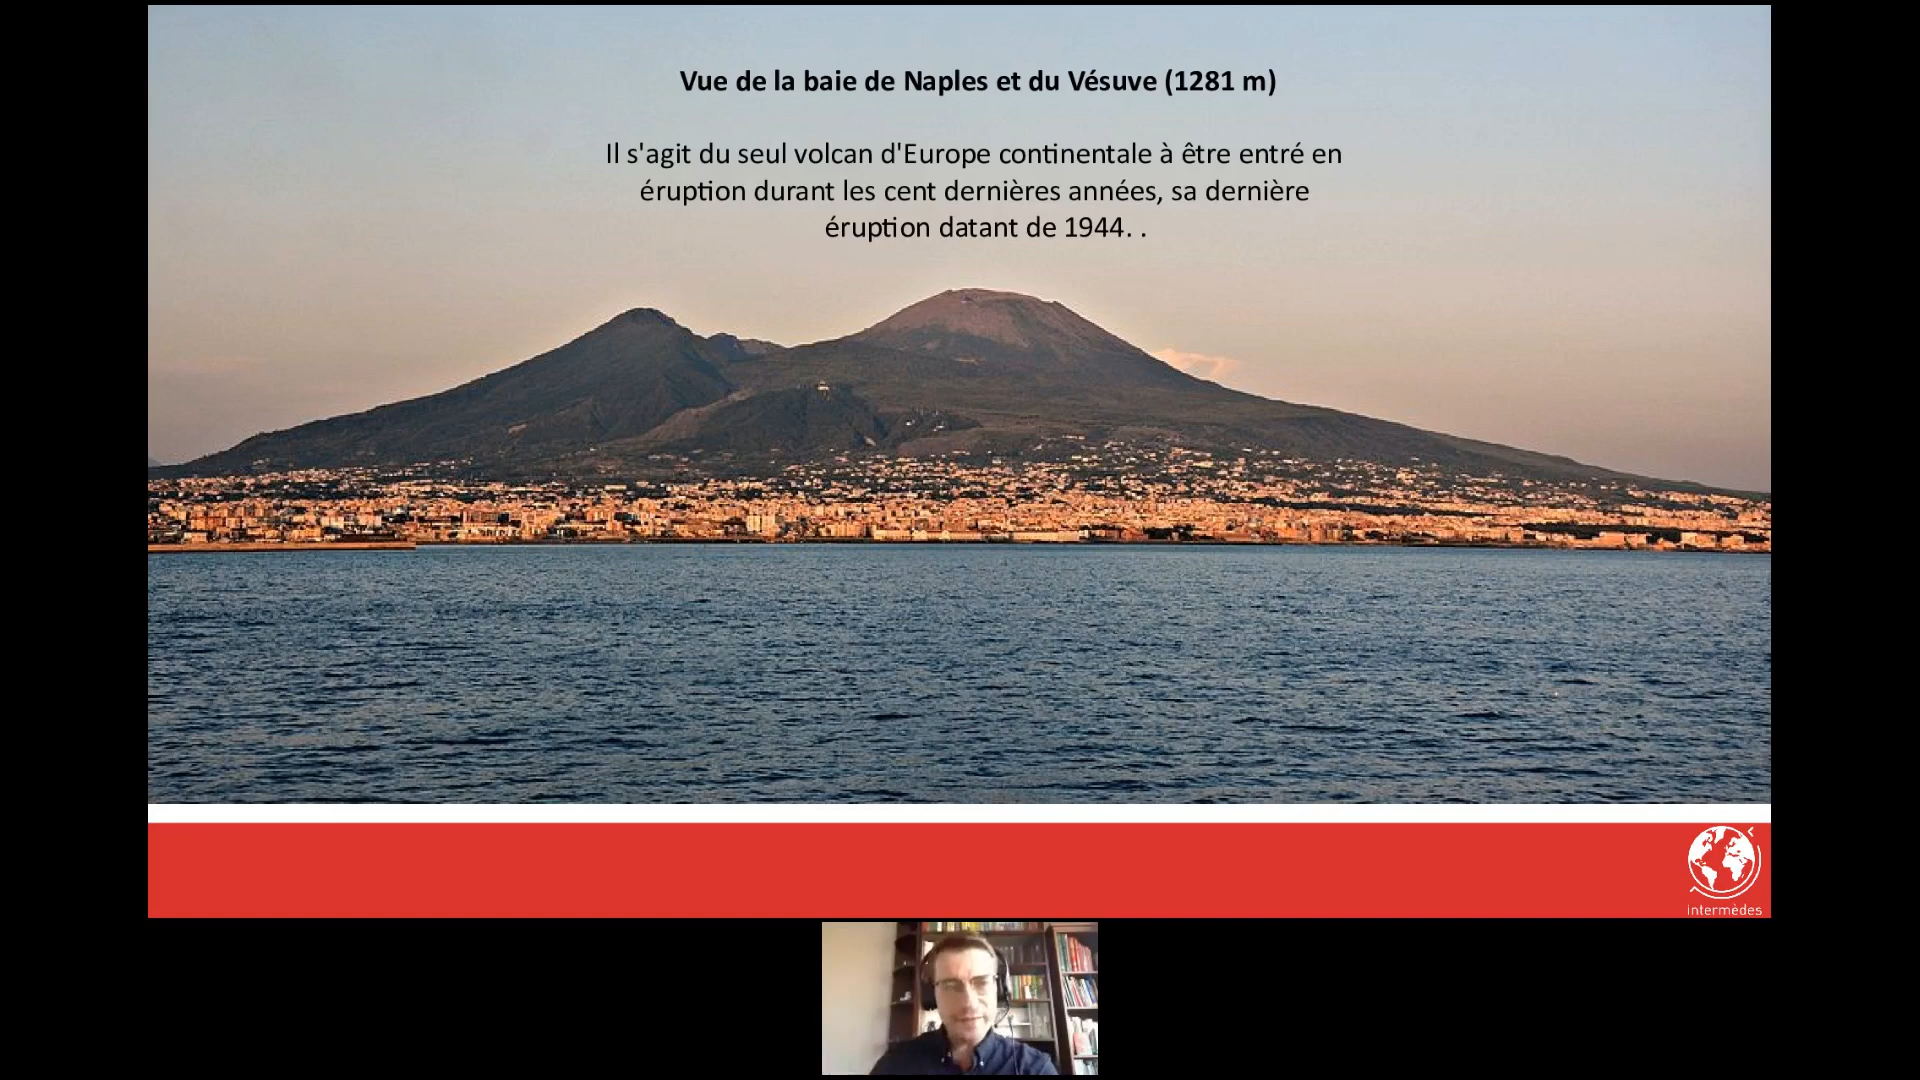 Vue de la baie de Naples et du Vésuve (1281 m)
Il s'agit du seul volcan d'Europe continentale à être entré en
éruption durant les cent dernières années, sa dernière
éruption datant de 1944. .
intermèdes